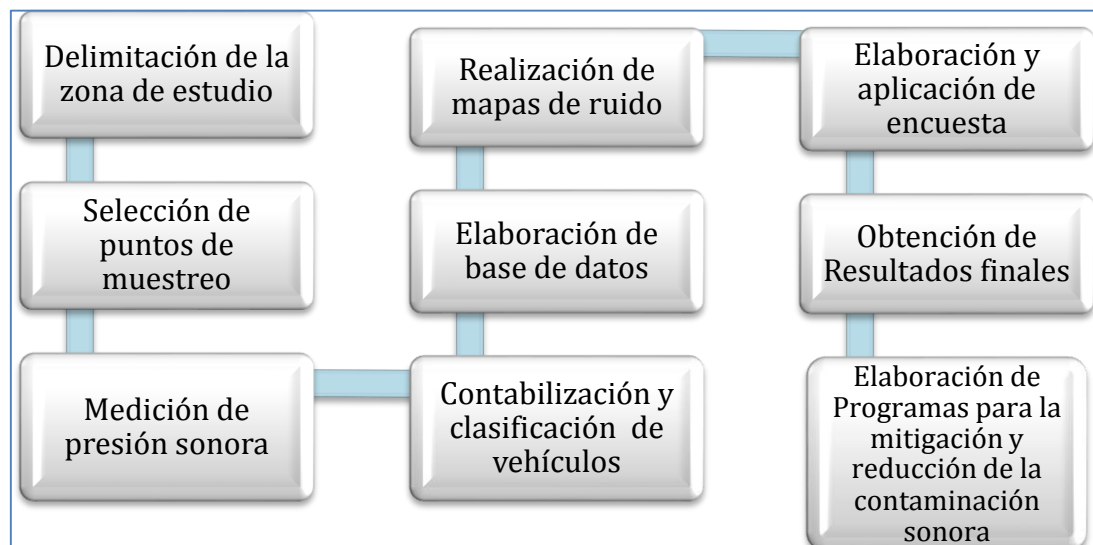 Delimitación de la
zona de estudio
Selección de
puntos de
muestreo
Medición de
presión sonora
Contabilización y
clasificación de
vehículos
Elaboración de
base de datos
Realización de
mapas de ruido
Elaboración y
aplicación de
encuesta
Obtención de
Resultados finales
Elaboración de
Programas para la
mitigación y
reducción de la
contaminación
sonora